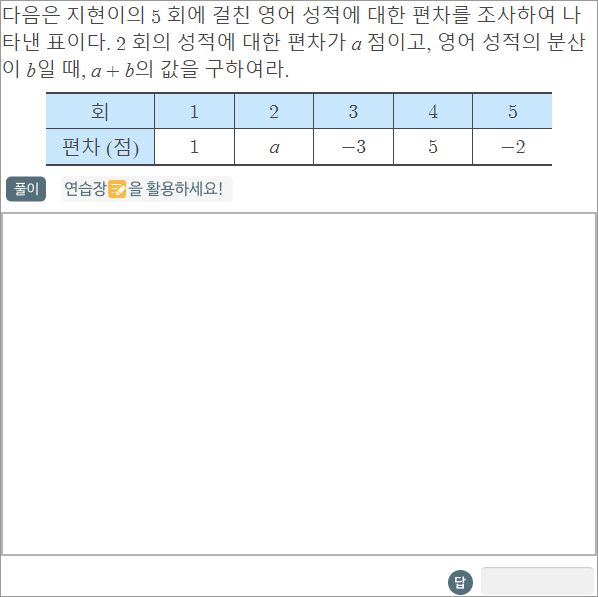 다음은 지현이의 5 회에 걸친 영어 성적에 대한 편차를 조사하여 나
타낸 표이다. 2 회의 성적에 대한 편차가 a 점이고, 영어 성적의 분산
이 b일 때, a + b의 값을 구하여라.
회 1 2 3 4 5
편차 (점) 1 a −3 5 −2
풀이 연습장 을 활용하세요!
답